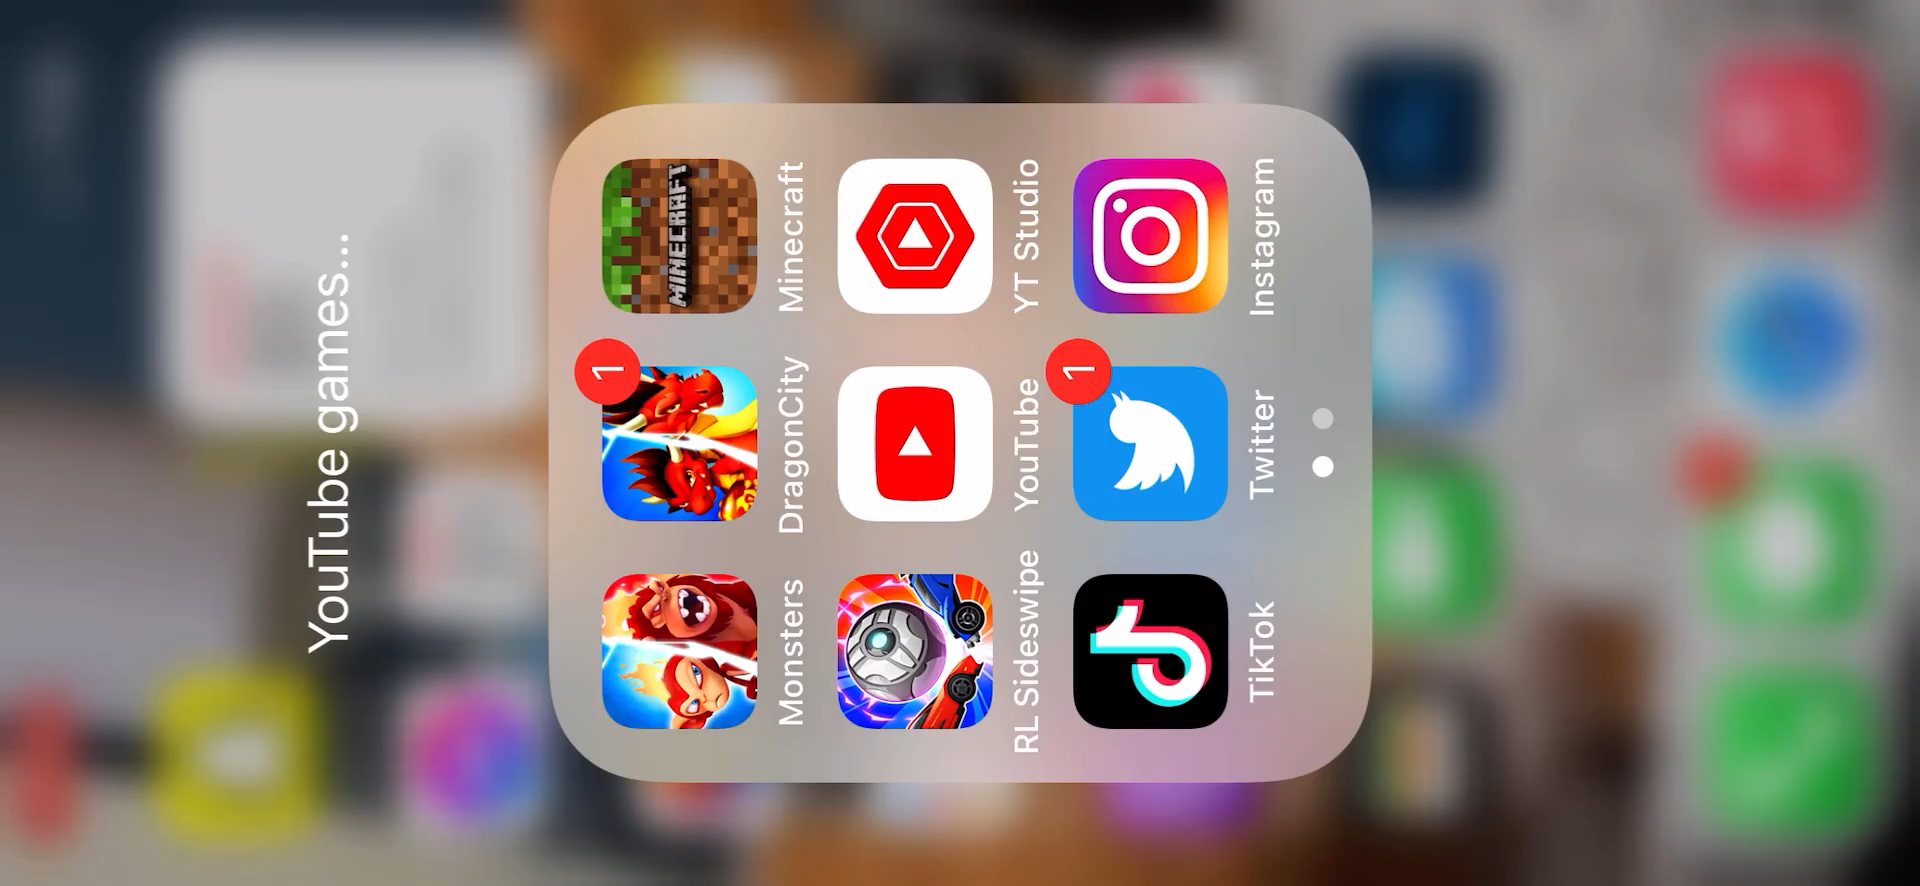 YouTube games...
1
Monsters
DragonCity
MINECRAFT
Minecraft
RL Sideswipe
YouTube
YT Studio
TikTok
1
Twitter
Instagram